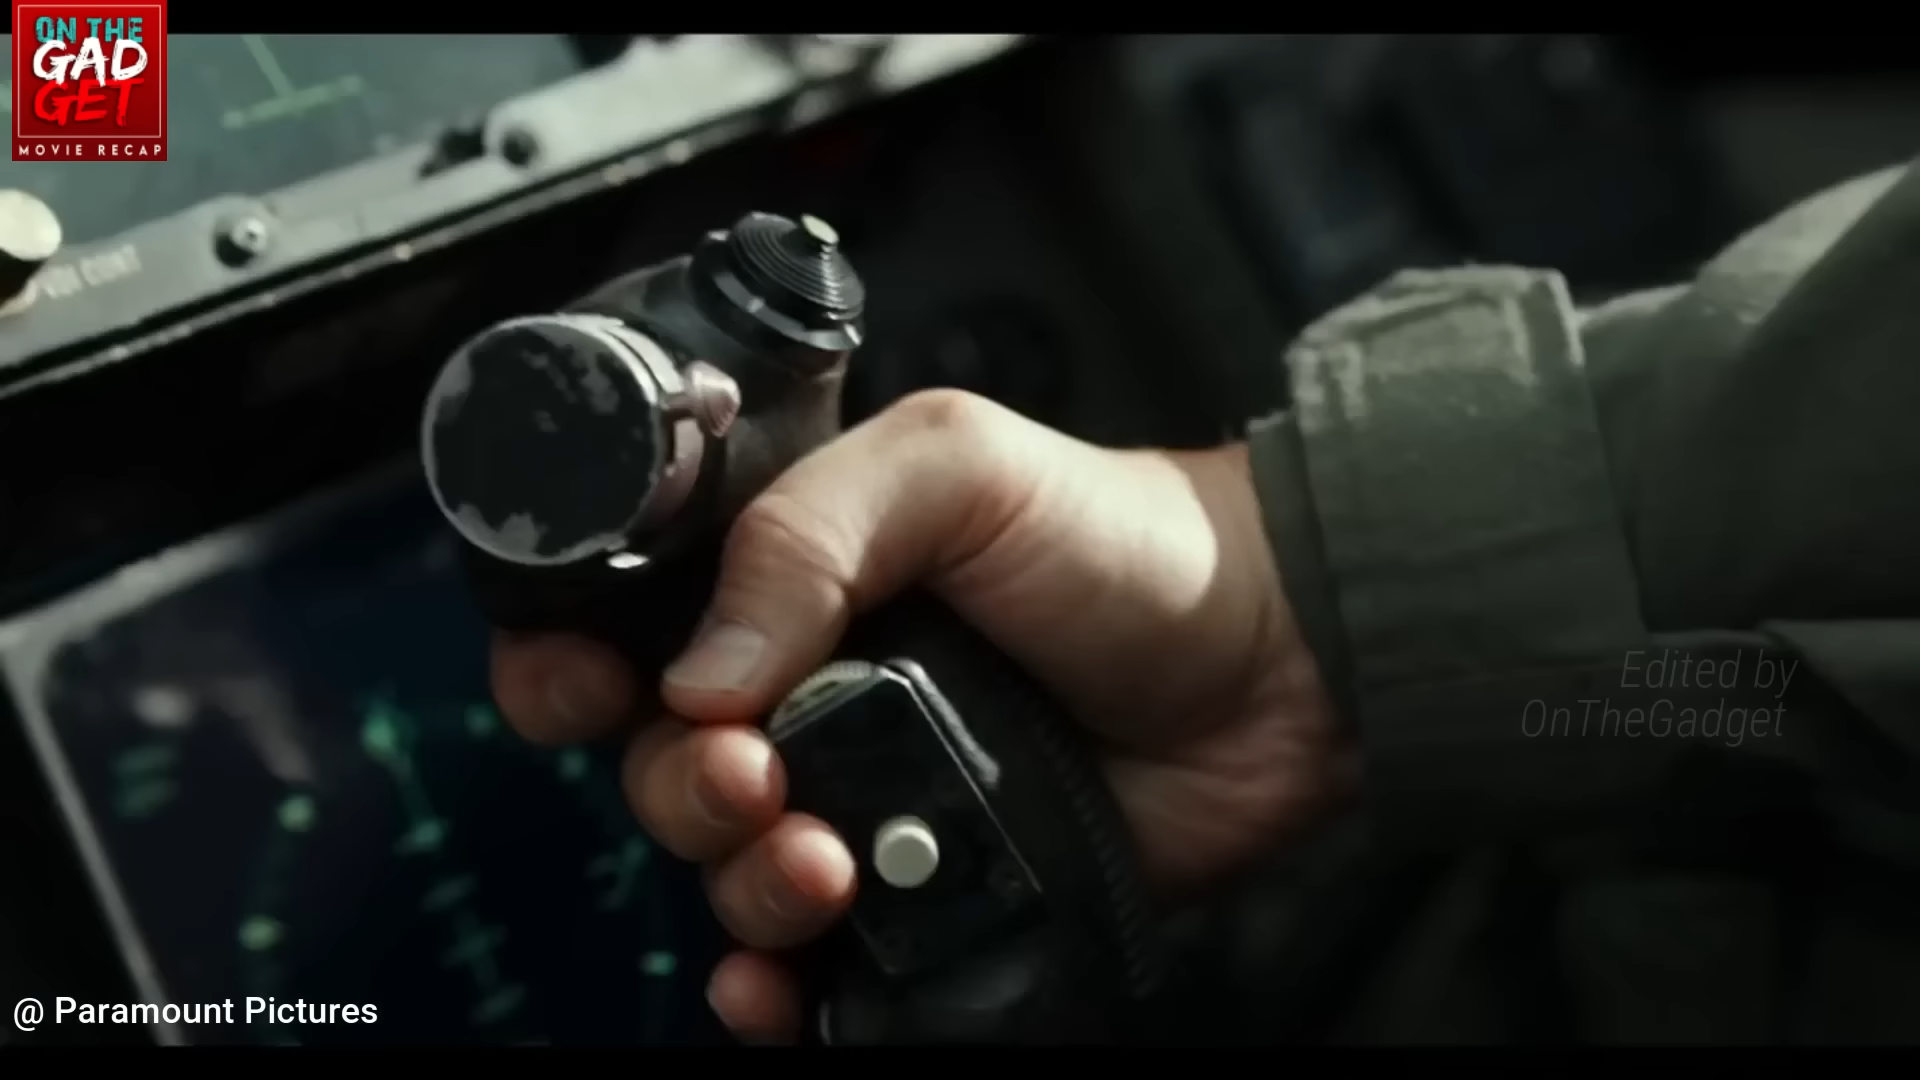 ON THE
GAD
GET
MOVIE RECAP
Edited by
OnTheGadget
@ Paramount Pictures